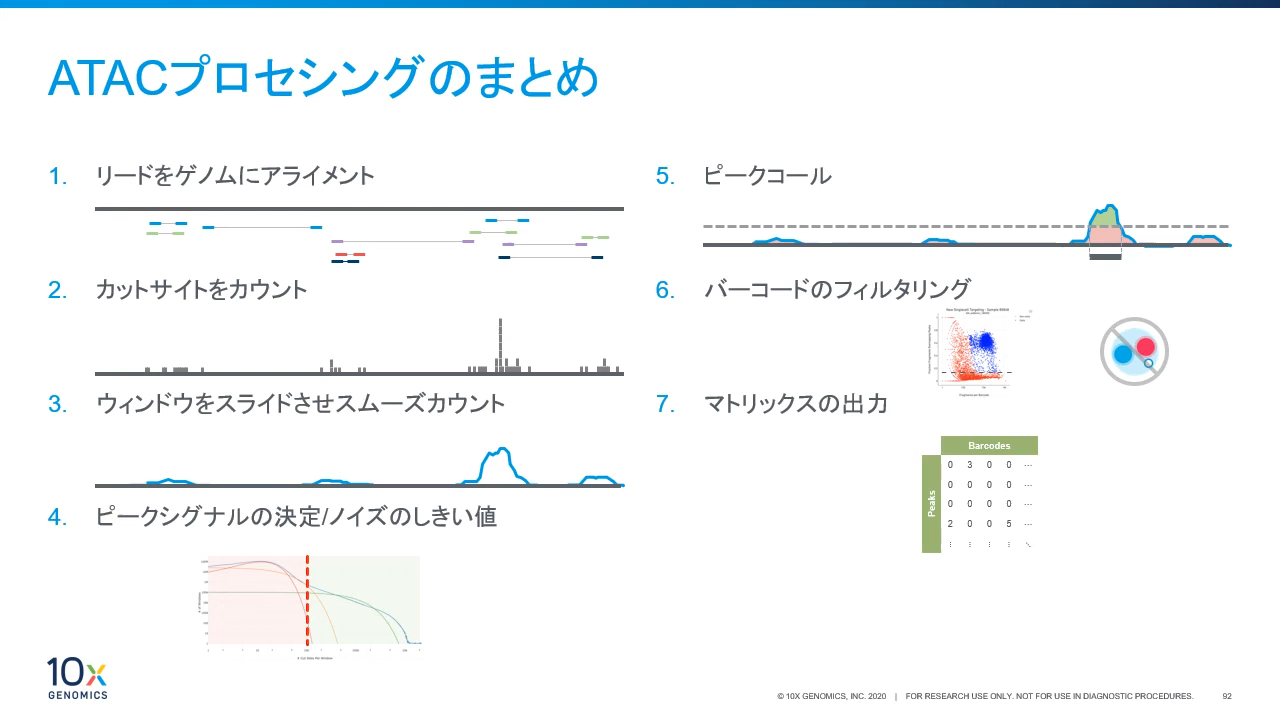 ATACプロセシングのまとめ
1. リードをゲノムにアライメント
2. カットサイトをカウント
3. ウィンドウをスライドさせスムーズカウント
4. ピークシグナルの決定/ノイズのしきい値
5. ピークコール
6. バーコードのフィルタリング
7. マトリックスの出力
Barcodes
Peaks
0 3 0 0 ...
0 0 0 0 ...
0 0 0 0 ...
2 0 0 5 ...
10x
GENOMICS
© 10X GENOMICS, INC. 2020 | FOR RESEARCH USE ONLY. NOT FOR USE IN DIAGNOSTIC PROCEDURES. 92